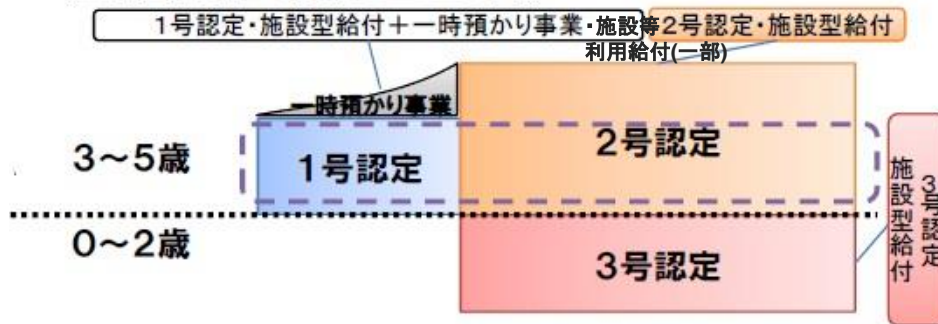 1号認定・施設型給付+一時預かり事業・施設等
利用給付(一部)
2号認定・施設型給付
一時預かり事業
3~5歳
1号認定
2号認定
3号認定
施設型給付
0~2歳
3号認定